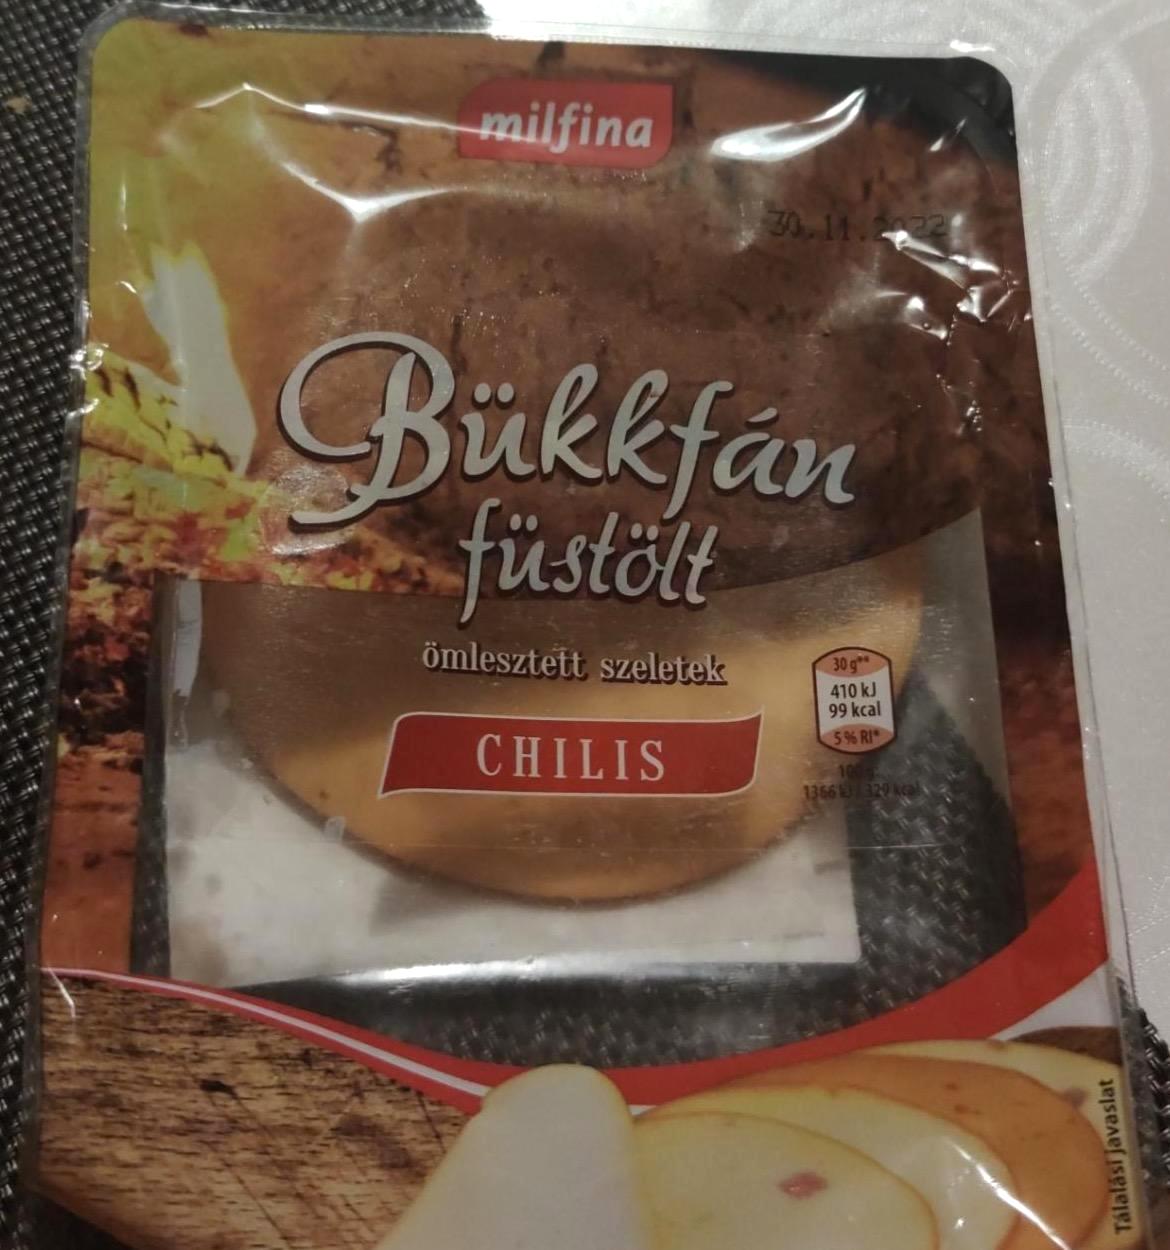 milfina
30.11.2022
Bükkfán
füstölt
ömlesztett szeletek
CHILIS
30 g**
410 kJ
99 kcal
5 % RI*
100 g:
1366 kJ / 329 kcal
Tálalási javaslat